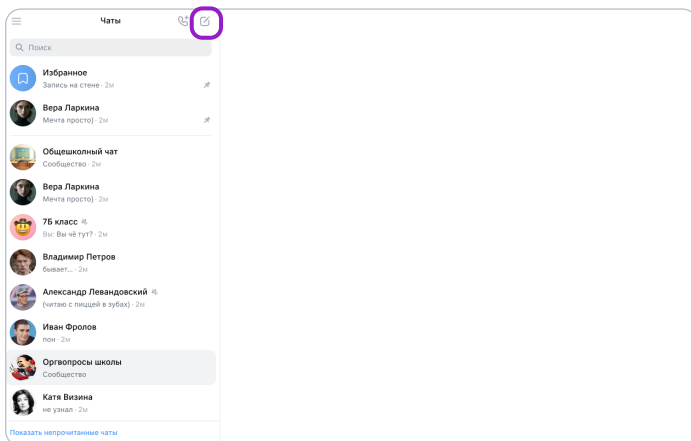 Чаты
Поиск
Избранное
Запись на стене · 2м
Вера Ларкина
Мечта просто) · 2м
Общешкольный чат
Сообщество · 2м
Вера Ларкина
Мечта просто) · 2м
7Б класс
Вы: Вы чё тут? · 2м
Владимир Петров
бывает... · 2м
Александр Левандовский
(читаю с пиццей в зубах) · 2м
Иван Фролов
пон · 2м
Оргвопросы школы
Сообщество
Катя Визина
не узнал · 2м
Показать непрочитанные чаты